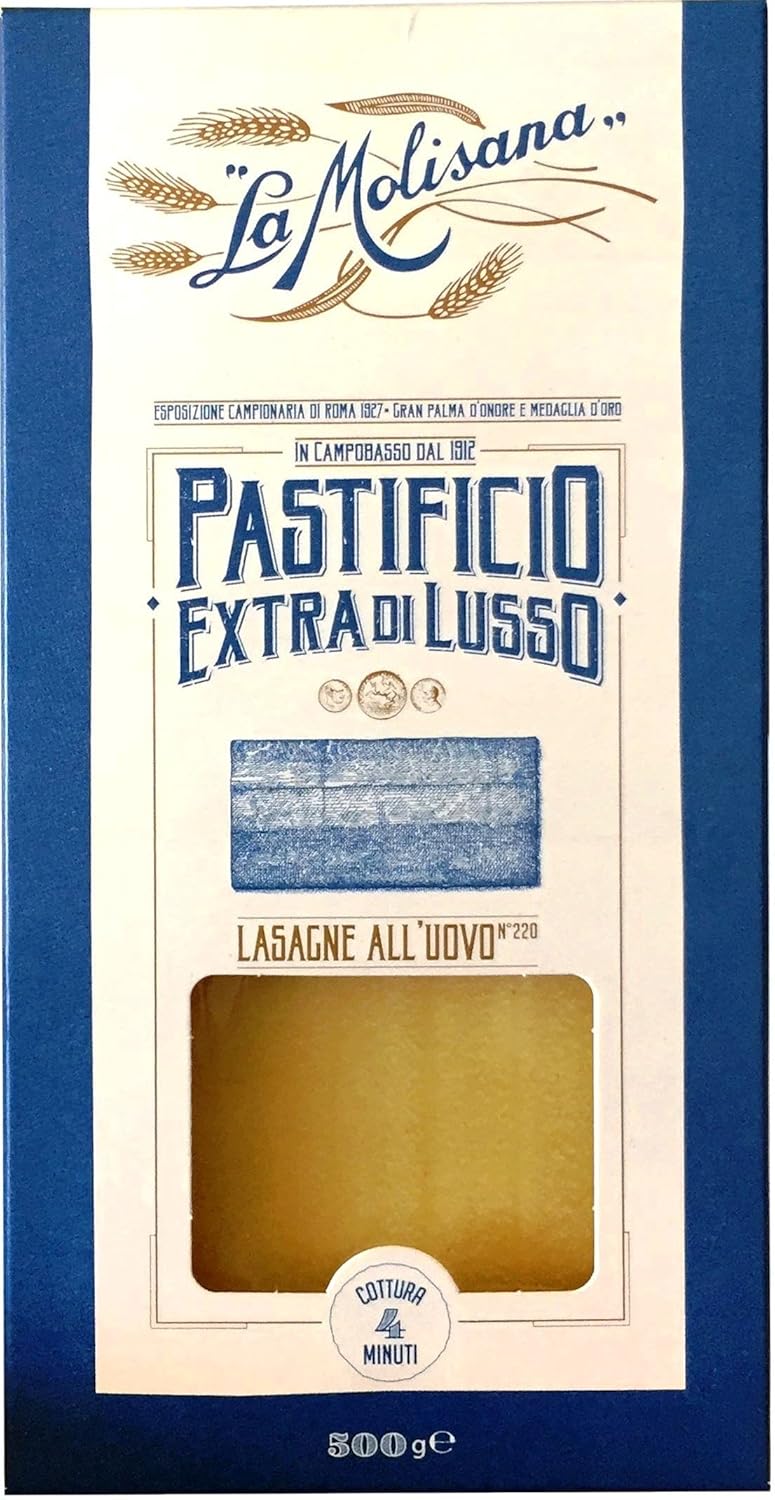 "La Molisana"
ESPOSIZIONE CAMPIONARIA DI ROMA 1927 • GRAN PALMA D'ONORE E MEDAGLIA D'ORO
IN CAMPOBASSO DAL 1912
PASTIFICIO
EXTRA DI LUSSO
LASAGNE ALL'UOVO N°220
COTTURA
4
MINUTI
500 g ℮